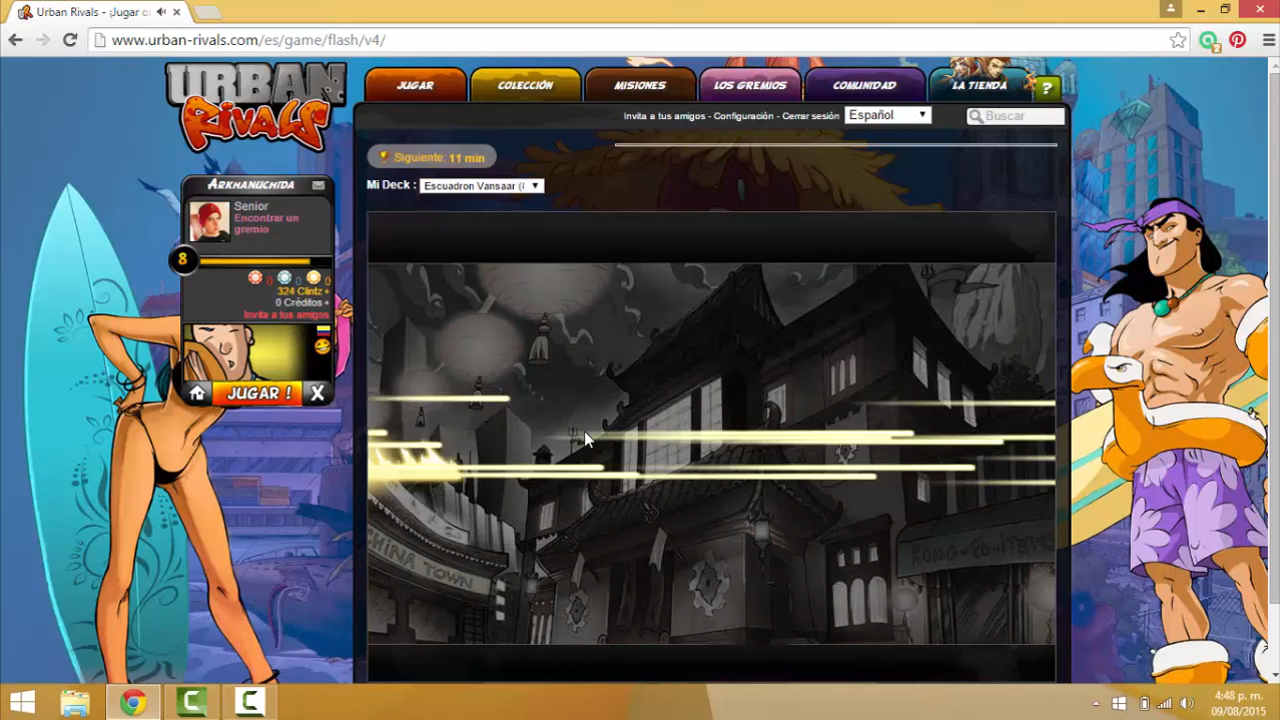 Urban Rivals - ¡Jugar o
www.urban-rivals.com/es/game/flash/v4/
URBAN
RIVALS
JUGAR
COLECCIÓN
MISIONES
LOS GREMIOS
COMUNIDAD
LA TIENDA
?
Invita a tus amigos - Configuración - Cerrar sesión
Español
Buscar
Siguiente: 11 min
Mi Deck :
Escuadron Vansaar (
ARKHANUCHIDA
Senior
Encontrar un
gremio
8
0 0 0
324 Clintz +
0 Créditos +
Invita a tus amigos
JUGAR !
X
CHINA TOWN
KUNG-FU ITEMS
4:48 p. m.
09/08/2015